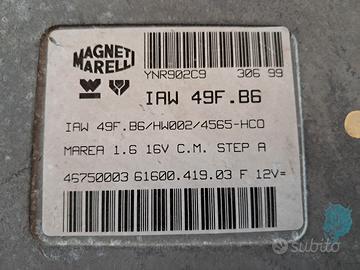 MAGNETI
MARELLI
YNR902C9 306 99
IAW 49F.B6
IAW 49F.B6/HW002/4565-HC0
MAREA 1.6 16V C.M. STEP A
46750003 61600.419.03 F 12V=
subito